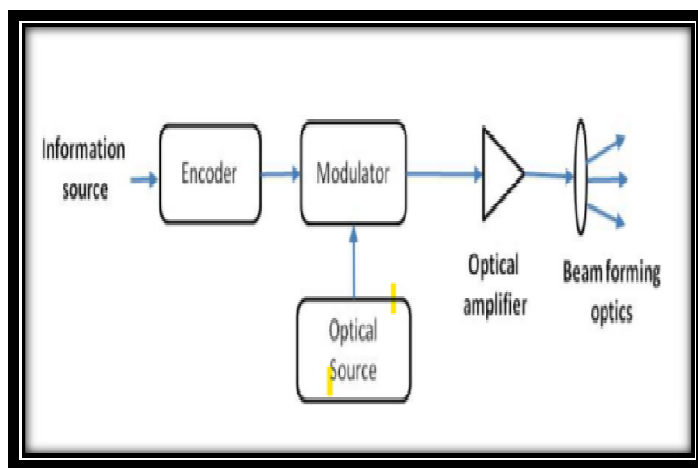 Information
source
Encoder
Modulator
Optical
amplifier
Beam forming
optics
Optical
Source